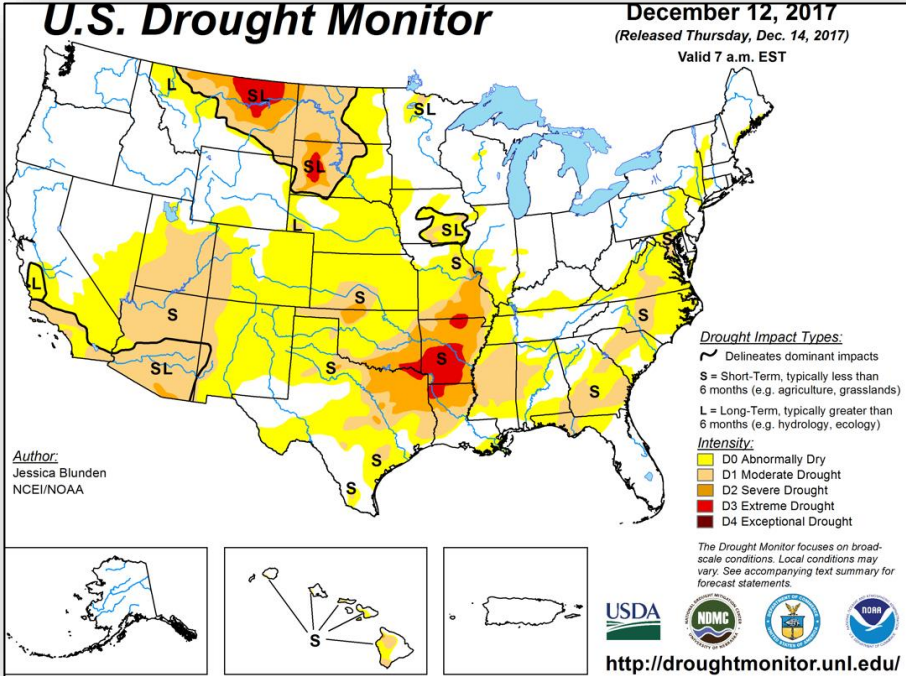 U.S. Drought Monitor
December 12, 2017
(Released Thursday, Dec. 14, 2017)
Valid 7 a.m. EST
L
SL
SL
SL
L
SL
S
L
S
S
SL
S
S
S
S
S
S
S
S
Drought Impact Types:
Delineates dominant impacts
S = Short-Term, typically less than
6 months (e.g. agriculture, grasslands)
L = Long-Term, typically greater than
6 months (e.g. hydrology, ecology)
Intensity:
D0 Abnormally Dry
D1 Moderate Drought
D2 Severe Drought
D3 Extreme Drought
D4 Exceptional Drought
Author:
Jessica Blunden
NCEI/NOAA
The Drought Monitor focuses on broad-
scale conditions. Local conditions may
vary. See accompanying text summary for
forecast statements.
S
USDA
NDMC
NOAA
http://droughtmonitor.unl.edu/